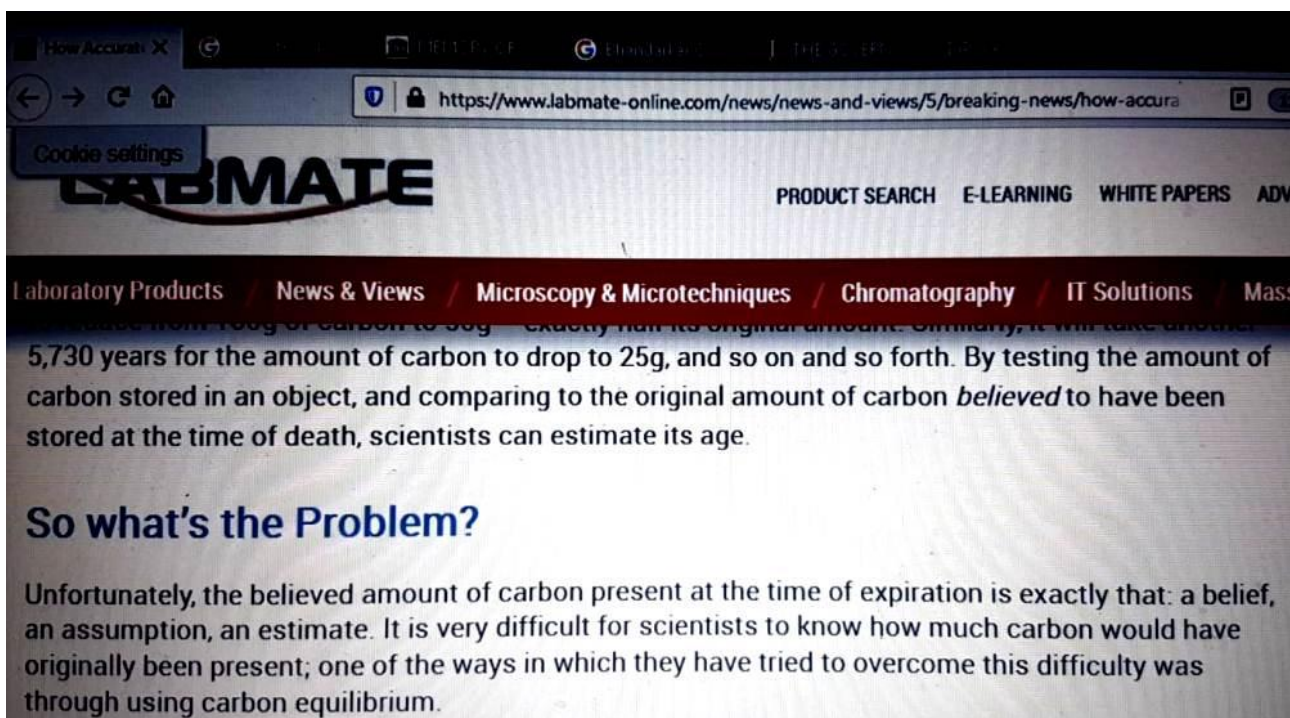 How Accurat
https://www.labmate-online.com/news/news-and-views/5/breaking-news/how-accura
Cookie settings
LABMATE
PRODUCT SEARCH E-LEARNING WHITE PAPERS ADV
Laboratory Products / News & Views / Microscopy & Microtechniques / Chromatography / IT Solutions / Mass
5,730 years for the amount of carbon to drop to 25g, and so on and so forth. By testing the amount of
carbon stored in an object, and comparing to the original amount of carbon believed to have been
stored at the time of death, scientists can estimate its age.
So what's the Problem?
Unfortunately, the believed amount of carbon present at the time of expiration is exactly that: a belief,
an assumption, an estimate. It is very difficult for scientists to know how much carbon would have
originally been present; one of the ways in which they have tried to overcome this difficulty was
through using carbon equilibrium.